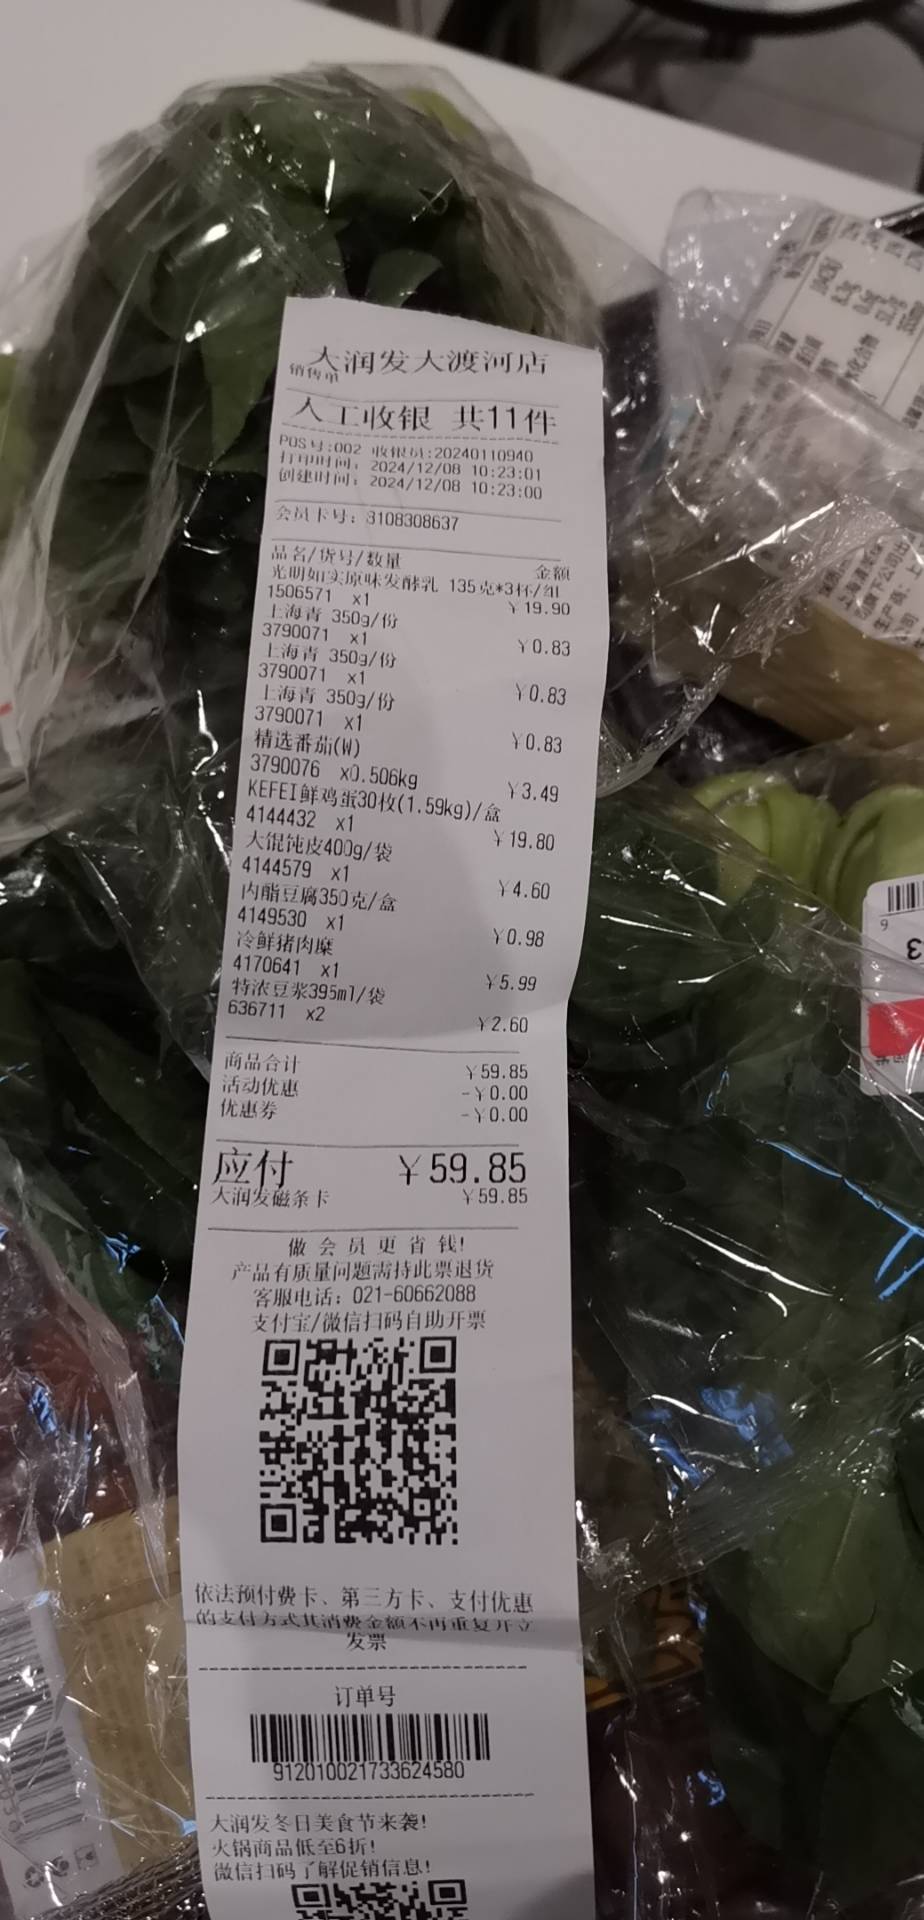 大润发大渡河店
销售单
人工收银 共11件
POS号:002 收银员:20240110940
打印时间: 2024/12/08 10:23:01
创建时间: 2024/12/08 10:23:00
会员卡号: 3108308637
品名/货号/数量 金额
光明如实原味发酵乳 135克*3杯/组
1506571 x1 ¥19.90
上海青 350g/份
3790071 x1 ¥0.83
上海青 350g/份
3790071 x1 ¥0.83
上海青 350g/份
3790071 x1 ¥0.83
精选番茄(W)
3790076 x0.506kg ¥3.49
KEFEI鲜鸡蛋30枚(1.59kg)/盒
4144432 x1 ¥19.80
大馄饨皮400g/袋
4144579 x1 ¥4.60
内酯豆腐350克/盒
4149530 x1 ¥0.98
冷鲜猪肉糜
4170641 x1 ¥5.99
特浓豆浆395ml/袋
636711 x2 ¥2.60
商品合计 ¥59.85
活动优惠 -¥0.00
优惠券 -¥0.00
应付 ¥59.85
大润发磁条卡 ¥59.85
做会员更省钱!
产品有质量问题需持此票退货
客服电话: 021-60662088
支付宝/微信扫码自助开票
依法预付费卡、第三方卡、支付优惠
的支付方式其消费金额不再重复开立
发票
订单号
912010021733624580
大润发冬日美食节来袭!
火锅商品低至6折!
微信扫码了解促销信息!